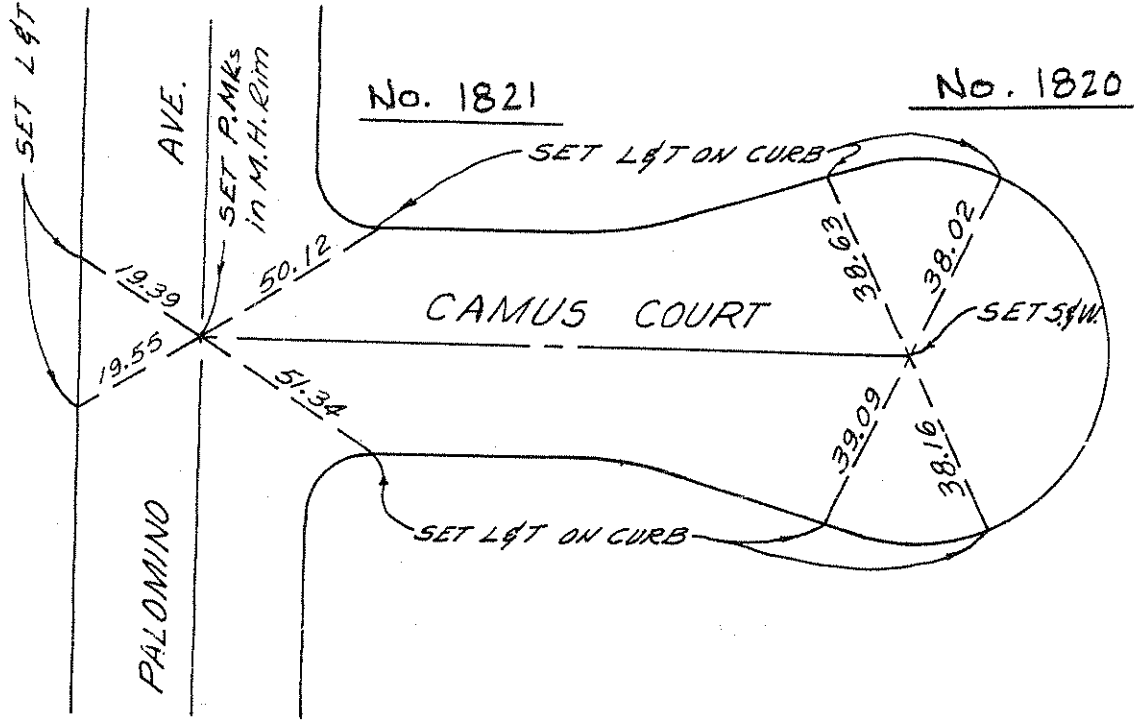 SET L&T
AVE.
SET P.MKs
in M.H. Rim
No. 1821
No. 1820
SET L&T ON CURB
19.39
50.12
38.63
38.02
CAMUS COURT
SET S.&W.
19.55
51.34
39.09
38.16
SET L&T ON CURB
PALOMINO